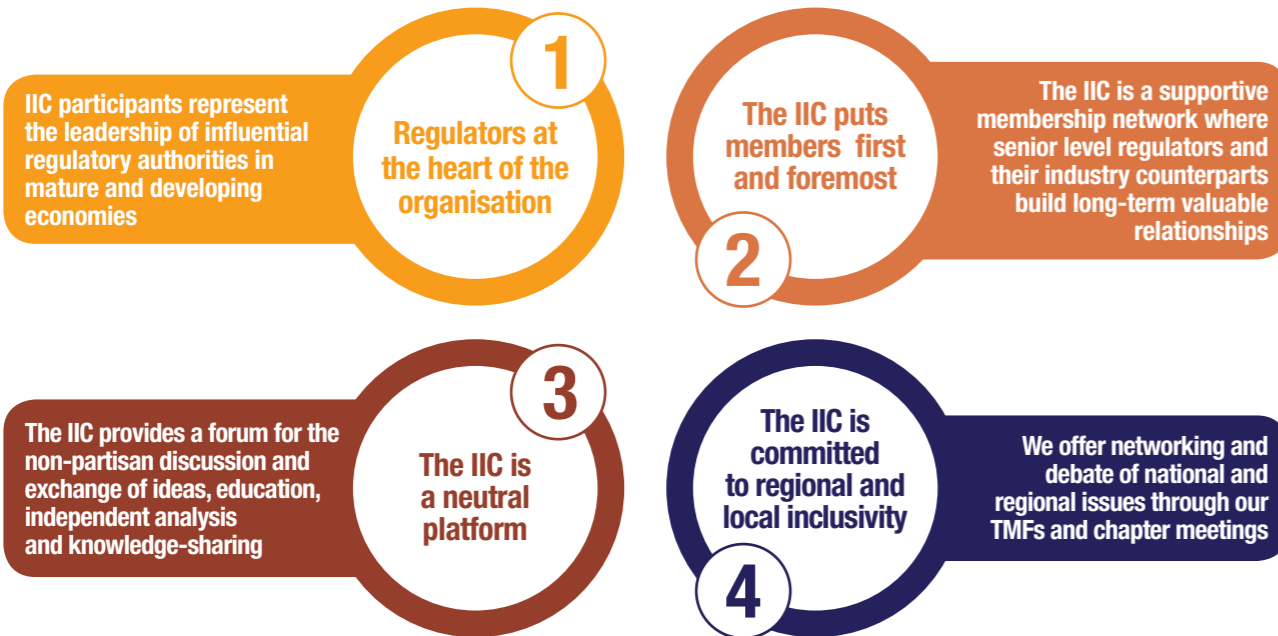 1
Regulators at
the heart of the
organisation
IIC participants represent
the leadership of influential
regulatory authorities in
mature and developing
economies
2
The IIC puts
members first
and foremost
The IIC is a supportive
membership network where
senior level regulators and
their industry counterparts
build long-term valuable
relationships
3
The IIC is
a neutral
platform
The IIC provides a forum for the
non-partisan discussion and
exchange of ideas, education,
independent analysis
and knowledge-sharing
4
The IIC is
committed
to regional and
local inclusivity
We offer networking and
debate of national and
regional issues through our
TMFs and chapter meetings